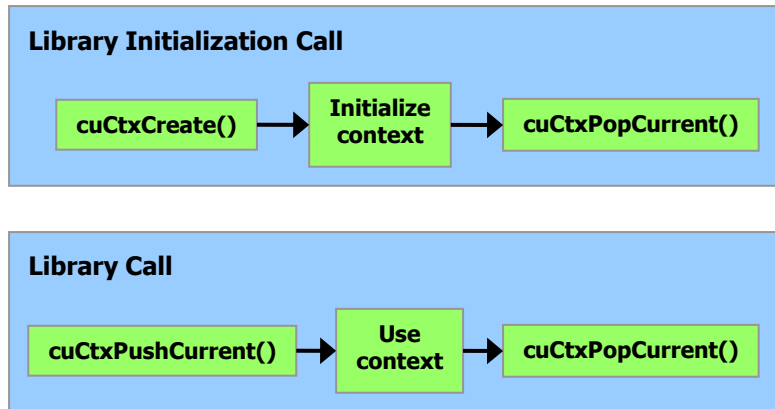 Library Initialization Call
cuCtxCreate()
Initialize
context
cuCtxPopCurrent()
Library Call
cuCtxPushCurrent()
Use
context
cuCtxPopCurrent()